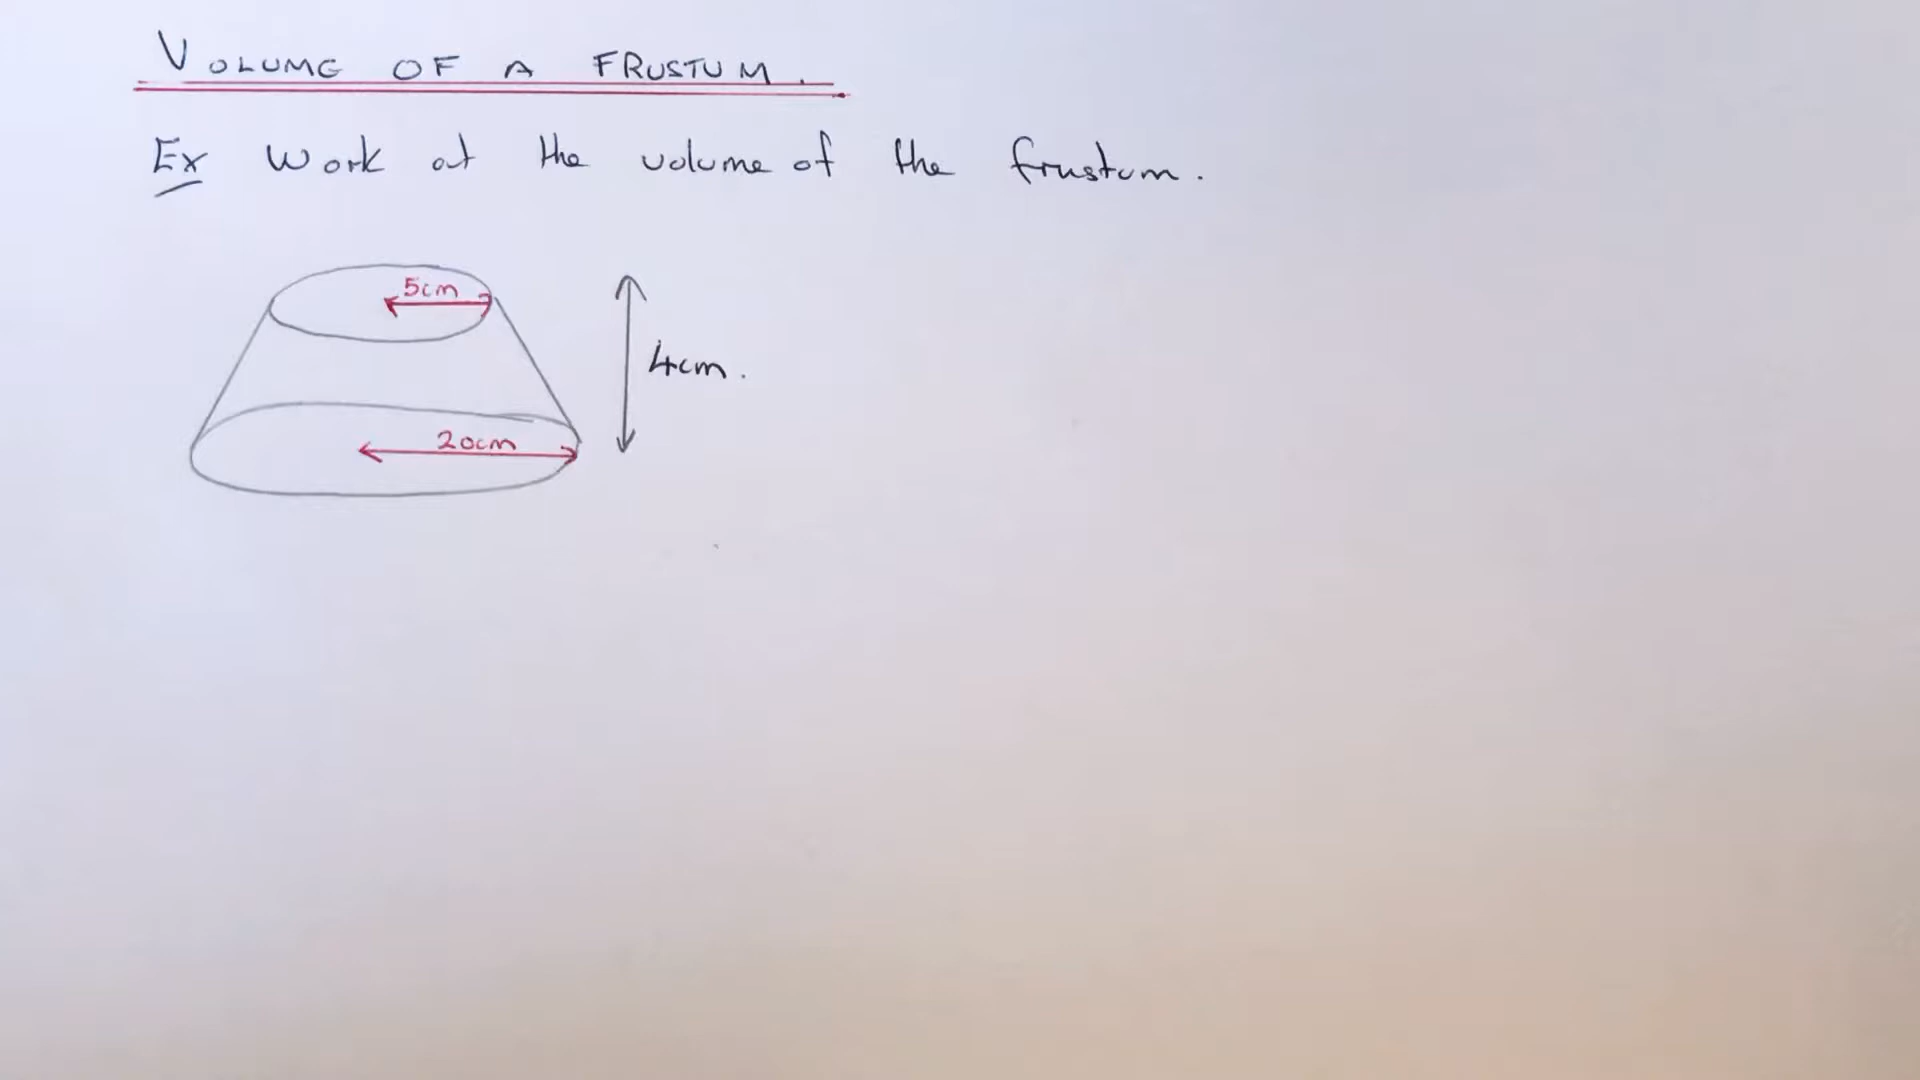 VOLUME OF A FRUSTUM.
Ex Work out the volume of the frustum.
5cm
4cm.
20cm